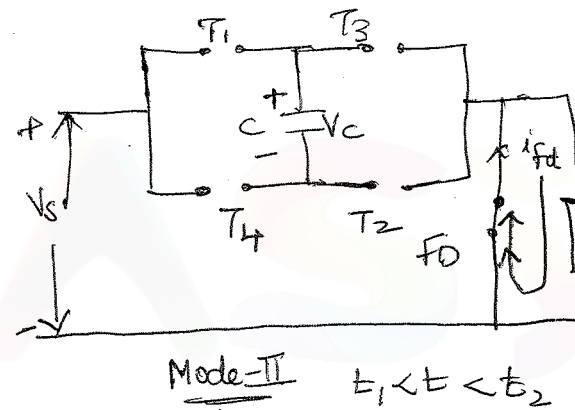 T1 T3
+
+ C VC
-
ifd
Vs
T4 T2
FD
-
Mode-II t1<t<t2